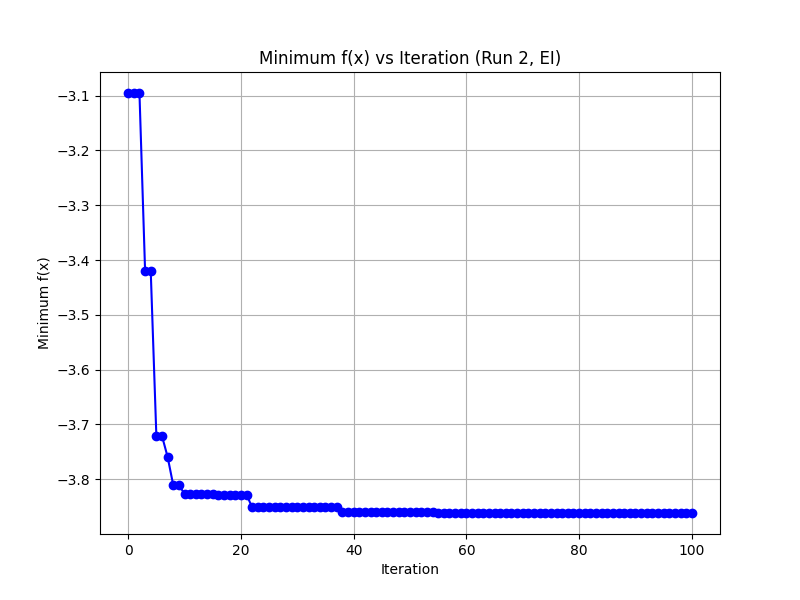 Minimum f(x) vs Iteration (Run 2, EI)
Minimum f(x)
−3.1
−3.2
−3.3
−3.4
−3.5
−3.6
−3.7
−3.8
0 20 40 60 80 100
Iteration